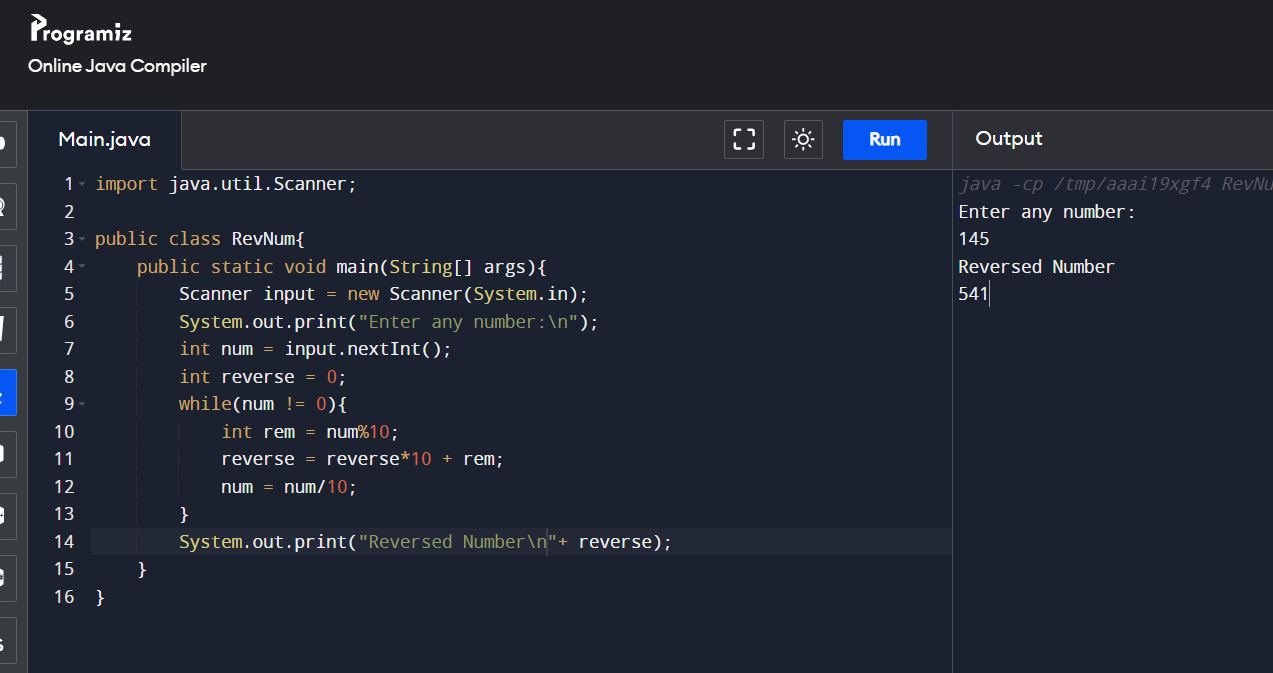 Programiz
Online Java Compiler
Main.java
Run
Output
1 import java.util.Scanner;
2
3 public class RevNum{
4     public static void main(String[] args){
5         Scanner input = new Scanner(System.in);
6         System.out.print("Enter any number:\n");
7         int num = input.nextInt();
8         int reverse = 0;
9         while(num != 0){
10             int rem = num%10;
11             reverse = reverse*10 + rem;
12             num = num/10;
13         }
14         System.out.print("Reversed Number\n"+ reverse);
15     }
16 }
java -cp /tmp/aaai19xgf4 RevNu
Enter any number:
145
Reversed Number
541